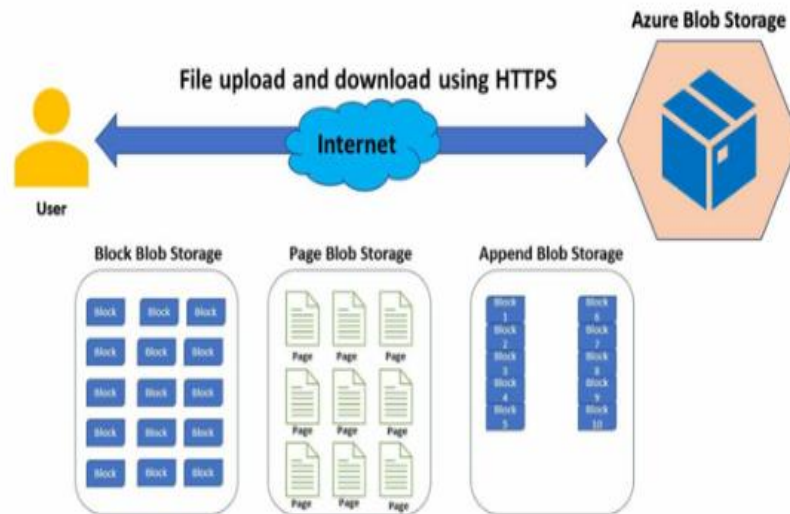 Azure Blob Storage
File upload and download using HTTPS
Internet
User
Block Blob Storage
Block Block Block
Block Block Block
Block Block Block
Block Block Block
Block Block Block
Page Blob Storage
Page Page Page
Page Page Page
Page Page Page
Append Blob Storage
Block
1
Block
2
Block
3
Block
4
Block
5
Block
6
Block
7
Block
8
Block
9
Block
10